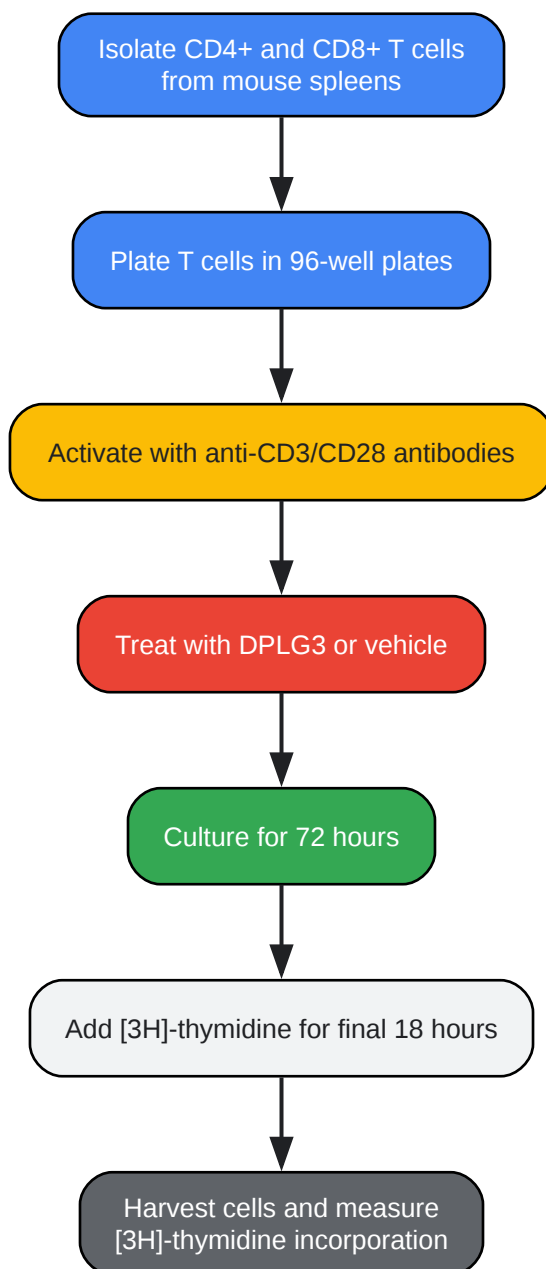 Isolate CD4+ and CD8+ T cells
from mouse spleens
Plate T cells in 96-well plates
Activate with anti-CD3/CD28 antibodies
Treat with DPLG3 or vehicle
Culture for 72 hours
Add [3H]-thymidine for final 18 hours
Harvest cells and measure
[3H]-thymidine incorporation